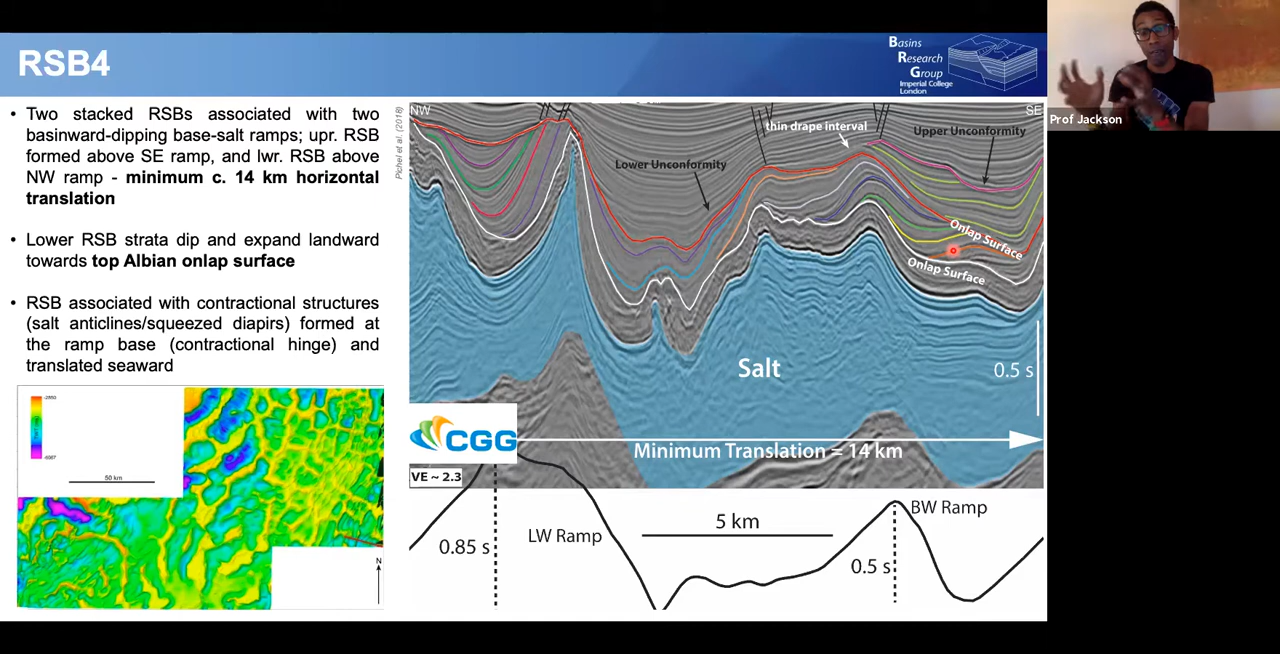 RSB4
Basins
Research
Group
Imperial College
London
Prof Jackson
• Two stacked RSBs associated with two
basinward-dipping base-salt ramps; upr. RSB
formed above SE ramp, and lwr. RSB above
NW ramp - minimum c. 14 km horizontal
translation
• Lower RSB strata dip and expand landward
towards top Albian onlap surface
• RSB associated with contractional structures
(salt anticlines/squeezed diapirs) formed at
the ramp base (contractional hinge) and
translated seaward
50 km
N
Pichel et al. (2018)
NW
SE
thin drape interval
Upper Unconformity
Lower Unconformity
Onlap Surface
Onlap Surface
Salt
0.5 s
CGG
Minimum Translation = 14 km
VE ~ 2.3
BW Ramp
5 km
LW Ramp
0.85 s
0.5 s